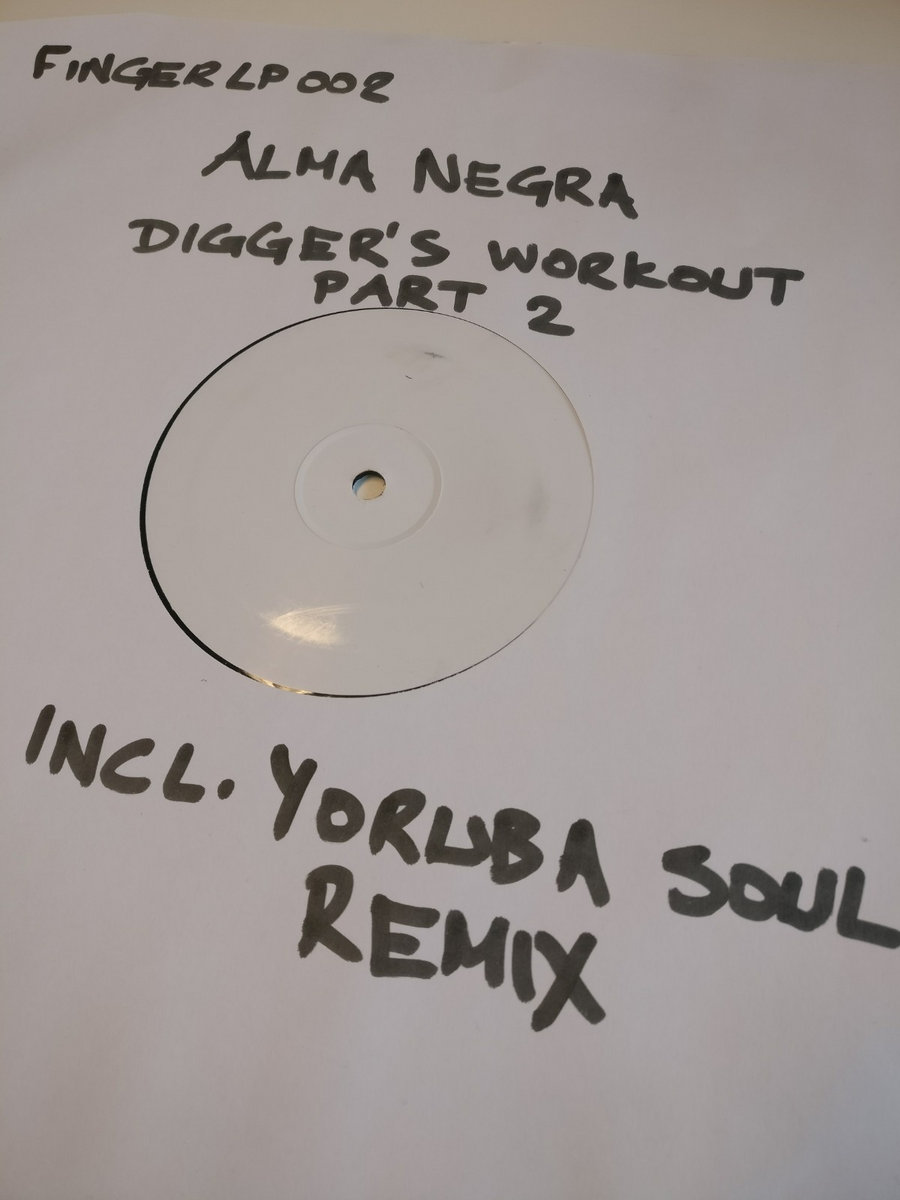 FINGERLP002
ALMA NEGRA
DIGGER'S WORKOUT
PART 2
INCL. YORUBA SOUL
REMIX